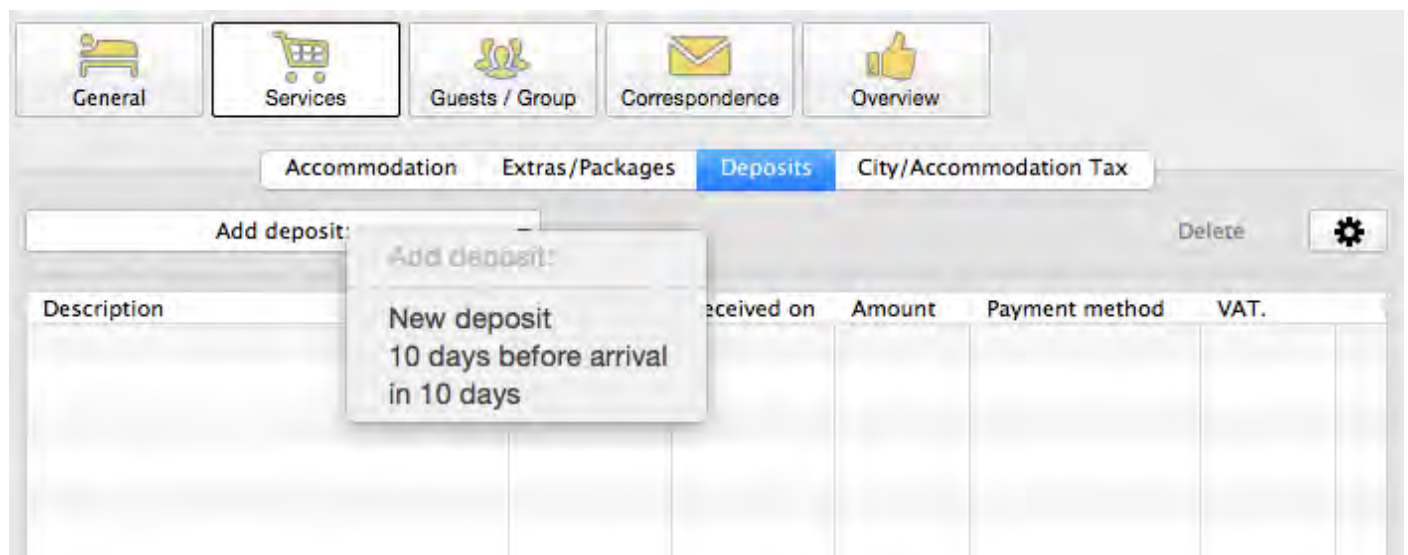 General Services Guests / Group Correspondence Overview
Accommodation Extras/Packages Deposits City/Accommodation Tax
Add deposit: Delete
Add deposit:
Description eceived on Amount Payment method VAT.
New deposit
10 days before arrival
in 10 days